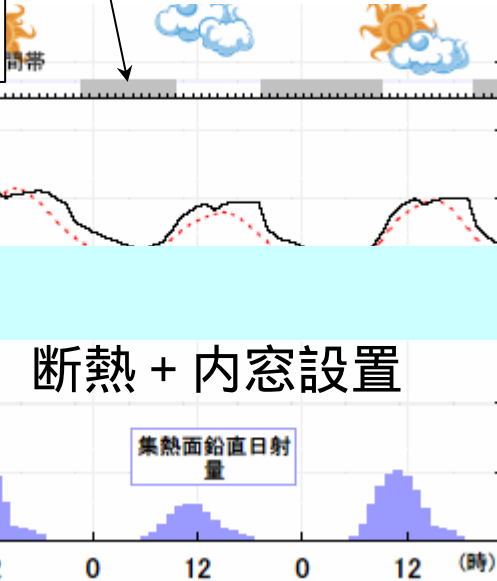 間帯
断熱 + 内窓設置
集熱面鉛直日射
量
0 12 0 12 (時)